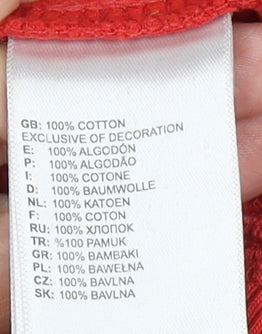 GB: 100% COTTON
EXCLUSIVE OF DECORATION
E: 100% ALGODÓN
P: 100% ALGODÃO
I: 100% COTONE
D: 100% BAUMWOLLE
NL: 100% KATOEN
F: 100% COTON
RU: 100% ХЛОПОК
TR: %100 PAMUK
GR: 100% BAMBAKI
PL: 100% BAWEŁNA
CZ: 100% BAVLNA
SK: 100% BAVLNA